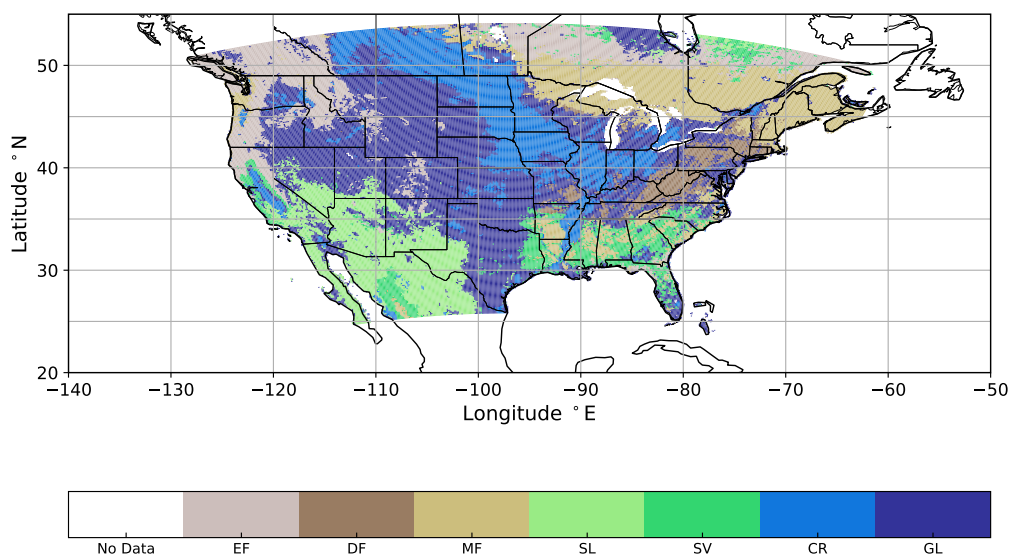 50
40
30
20
Latitude °N
−140 −130 −120 −110 −100 −90 −80 −70 −60 −50
Longitude °E
No Data EF DF MF SL SV CR GL